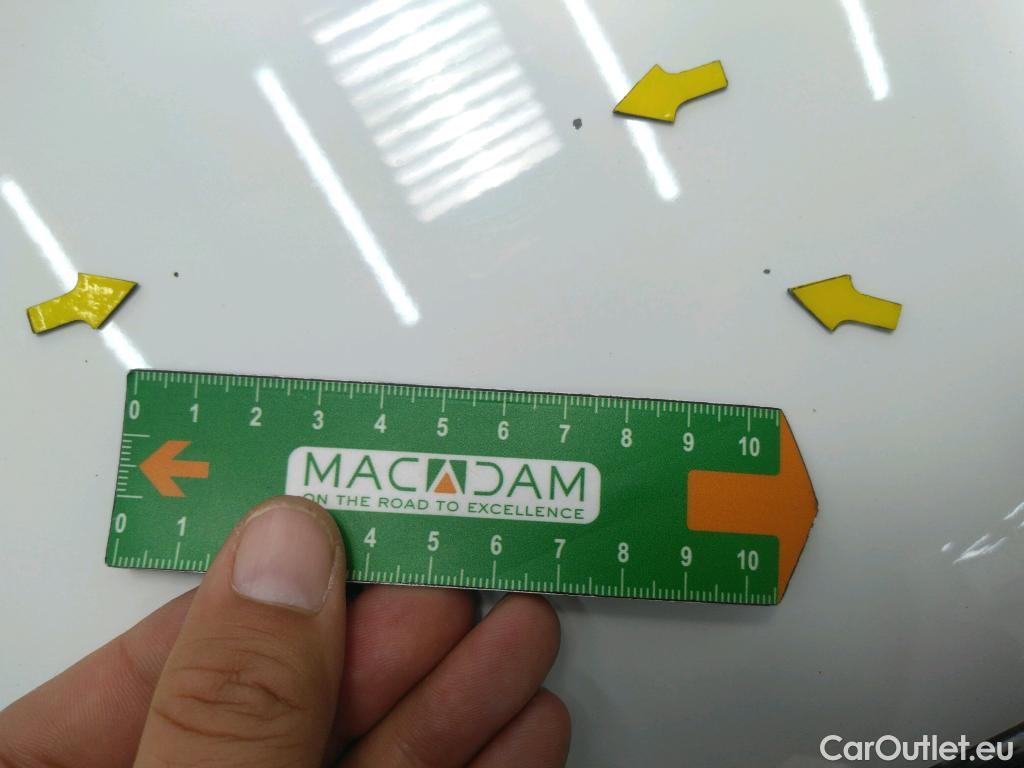 0 1 2 3 4 5 6 7 8 9 10
MACADAM
ON THE ROAD TO EXCELLENCE
0 1 4 5 6 7 8 9 10
CarOutlet.eu